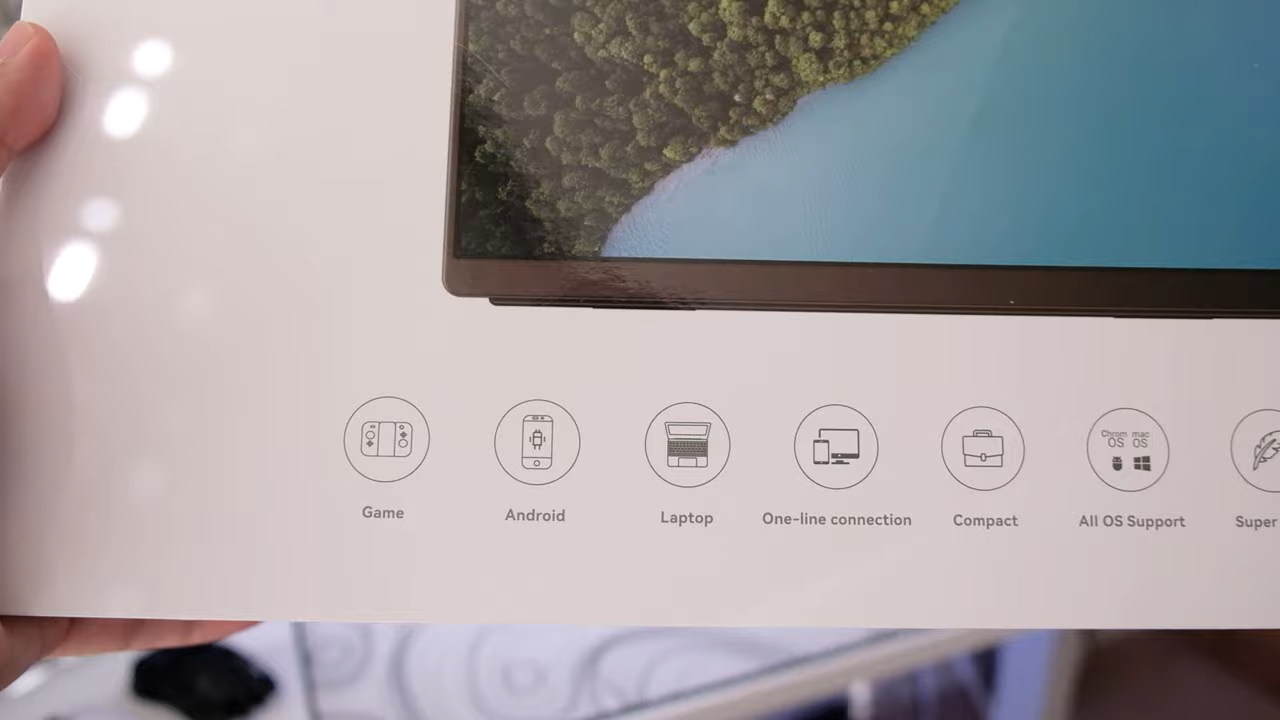 Chrom mac
OS OS
Game
Android
Laptop
One-line connection
Compact
All OS Support
Super